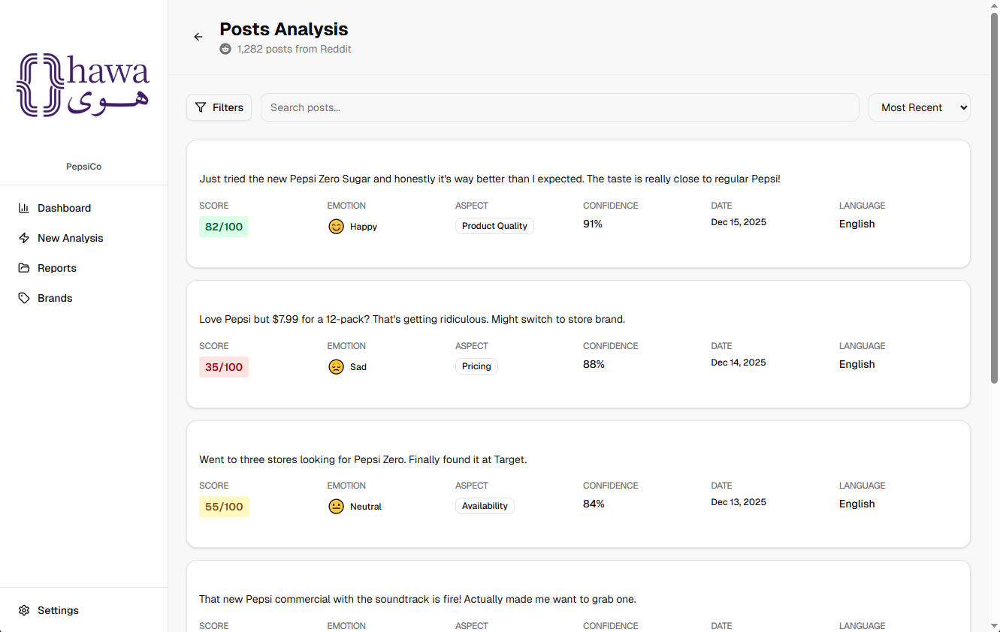 hawa
هوى
PepsiCo
Dashboard
New Analysis
Reports
Brands
Settings
Posts Analysis
1,282 posts from Reddit
Filters
Search posts...
Most Recent
Just tried the new Pepsi Zero Sugar and honestly it's way better than I expected. The taste is really close to regular Pepsi!
SCORE EMOTION ASPECT CONFIDENCE DATE LANGUAGE
82/100 Happy Product Quality 91% Dec 15, 2025 English
Love Pepsi but $7.99 for a 12-pack? That's getting ridiculous. Might switch to store brand.
SCORE EMOTION ASPECT CONFIDENCE DATE LANGUAGE
35/100 Sad Pricing 88% Dec 14, 2025 English
Went to three stores looking for Pepsi Zero. Finally found it at Target.
SCORE EMOTION ASPECT CONFIDENCE DATE LANGUAGE
55/100 Neutral Availability 84% Dec 13, 2025 English
That new Pepsi commercial with the soundtrack is fire! Actually made me want to grab one.
SCORE EMOTION ASPECT CONFIDENCE DATE LANGUAGE